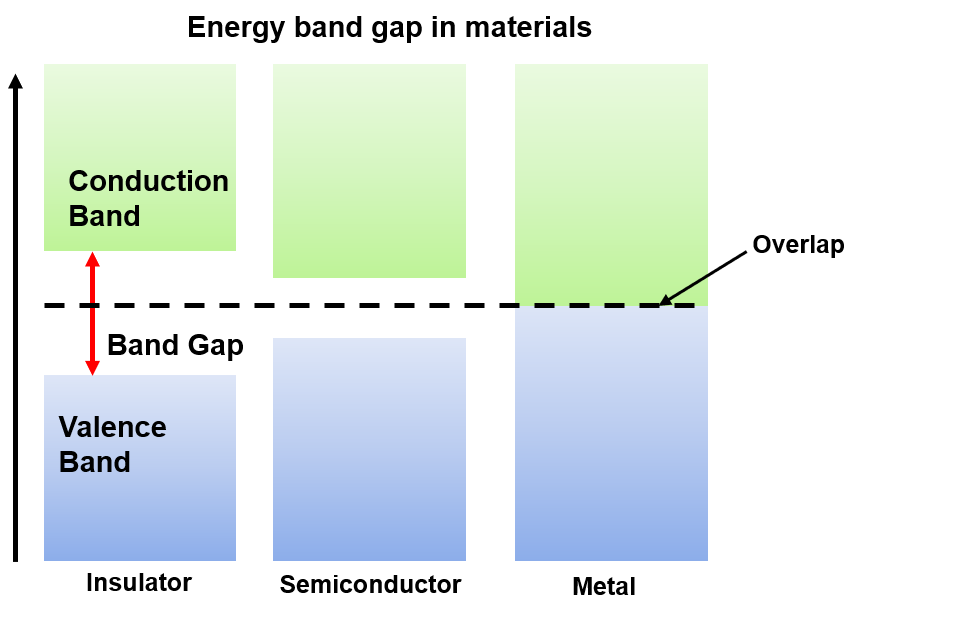 Energy band gap in materials
Conduction
Band
Overlap
Band Gap
Valence
Band
Insulator
Semiconductor
Metal